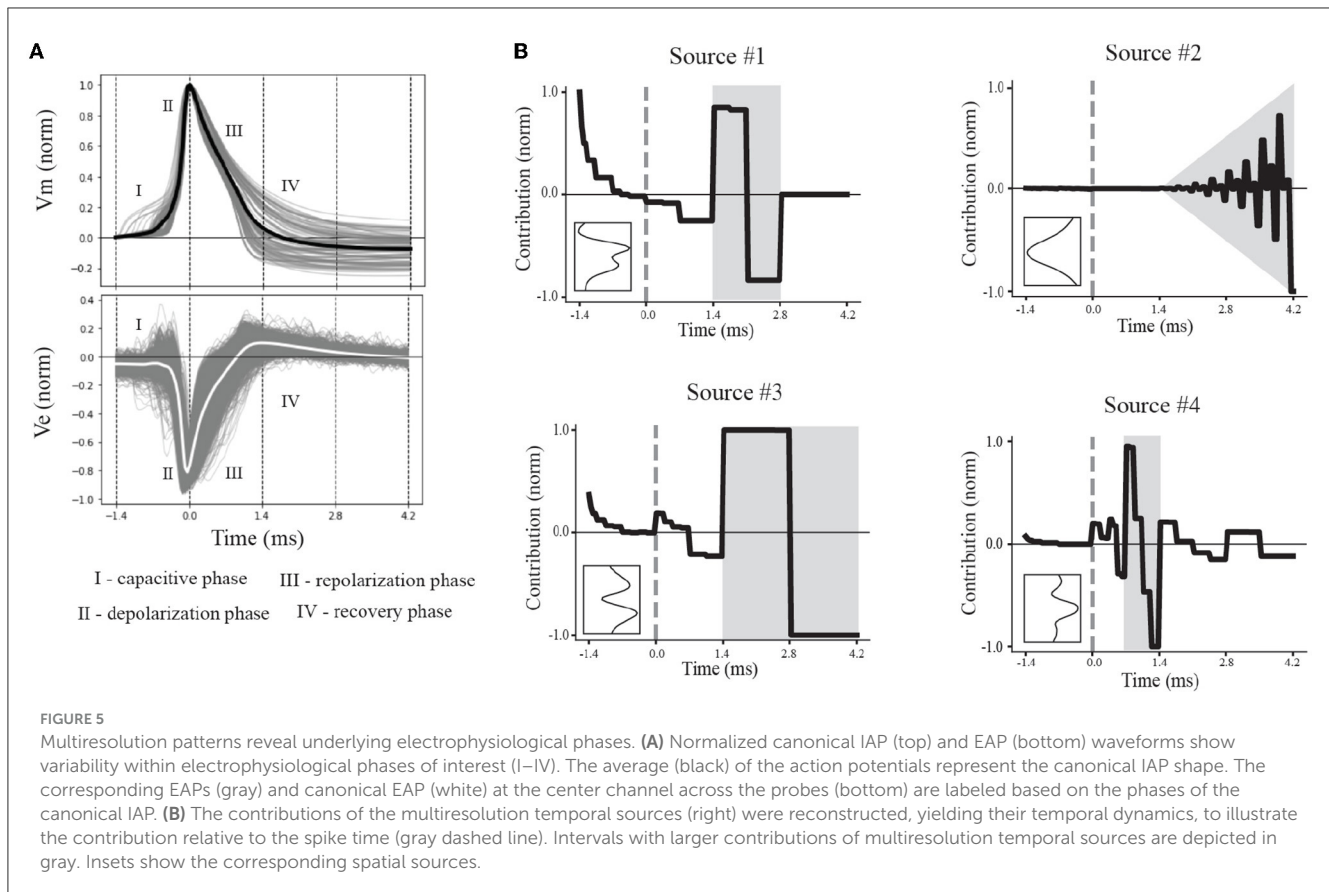 A
Vm (norm)
1.0
0.8
0.6
0.4
0.2
0.0
−0.2
I
II
III
IV
Ve (norm)
0.4
0.2
0.0
−0.2
−0.4
−0.6
−0.8
−1.0
I
II
III
IV
-1.4 0.0 1.4 2.8 4.2
Time (ms)
I - capacitive phase III - repolarization phase
II - depolarization phase IV - recovery phase
B
Source #1
Contribution (norm)
1.0
0.0
-1.0
-1.4 0.0 1.4 2.8 4.2
Time (ms)
Source #2
Contribution (norm)
1.0
0.0
-1.0
-1.4 0.0 1.4 2.8 4.2
Time (ms)
Source #3
Contribution (norm)
1.0
0.0
-1.0
-1.4 0.0 1.4 2.8 4.2
Time (ms)
Source #4
Contribution (norm)
1.0
0.0
-1.0
-1.4 0.0 1.4 2.8 4.2
Time (ms)
FIGURE 5
Multiresolution patterns reveal underlying electrophysiological phases. (A) Normalized canonical IAP (top) and EAP (bottom) waveforms show
variability within electrophysiological phases of interest (I–IV). The average (black) of the action potentials represent the canonical IAP shape. The
corresponding EAPs (gray) and canonical EAP (white) at the center channel across the probes (bottom) are labeled based on the phases of the
canonical IAP. (B) The contributions of the multiresolution temporal sources (right) were reconstructed, yielding their temporal dynamics, to illustrate
the contribution relative to the spike time (gray dashed line). Intervals with larger contributions of multiresolution temporal sources are depicted in
gray. Insets show the corresponding spatial sources.